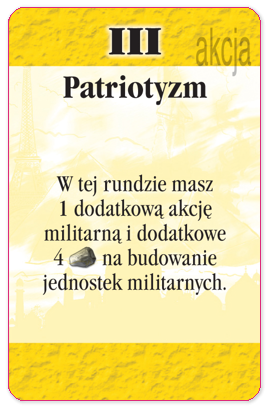 III
akcja
Patriotyzm
W tej rundzie masz
1 dodatkową akcję
militarną i dodatkowe
4 na budowanie
jednostek militarnych.